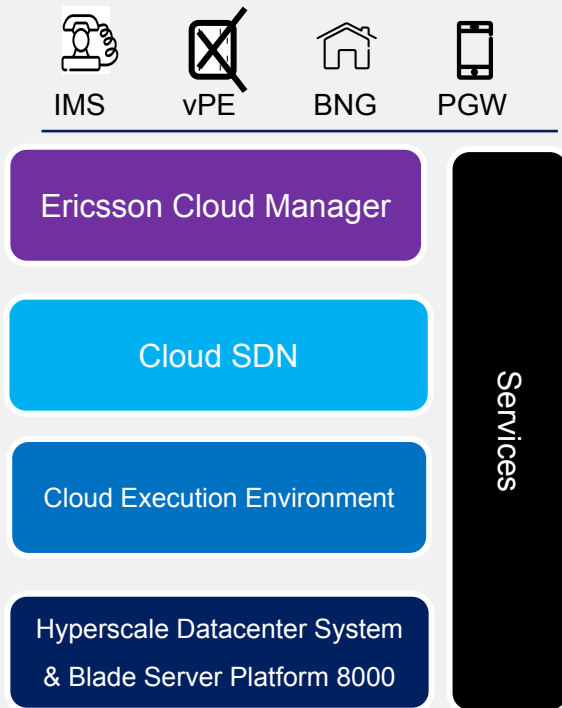 IMS vPE BNG PGW
Ericsson Cloud Manager
Cloud SDN
Cloud Execution Environment
Hyperscale Datacenter System
& Blade Server Platform 8000
Services